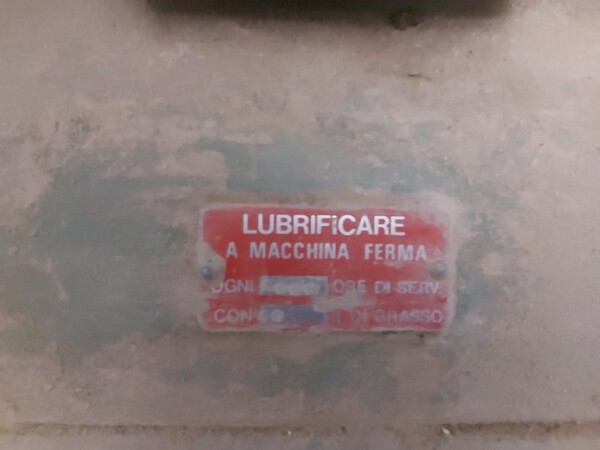 LUBRIFICARE
A MACCHINA FERMA
OGNI ORE DI SERV.
CON DI GRASSO